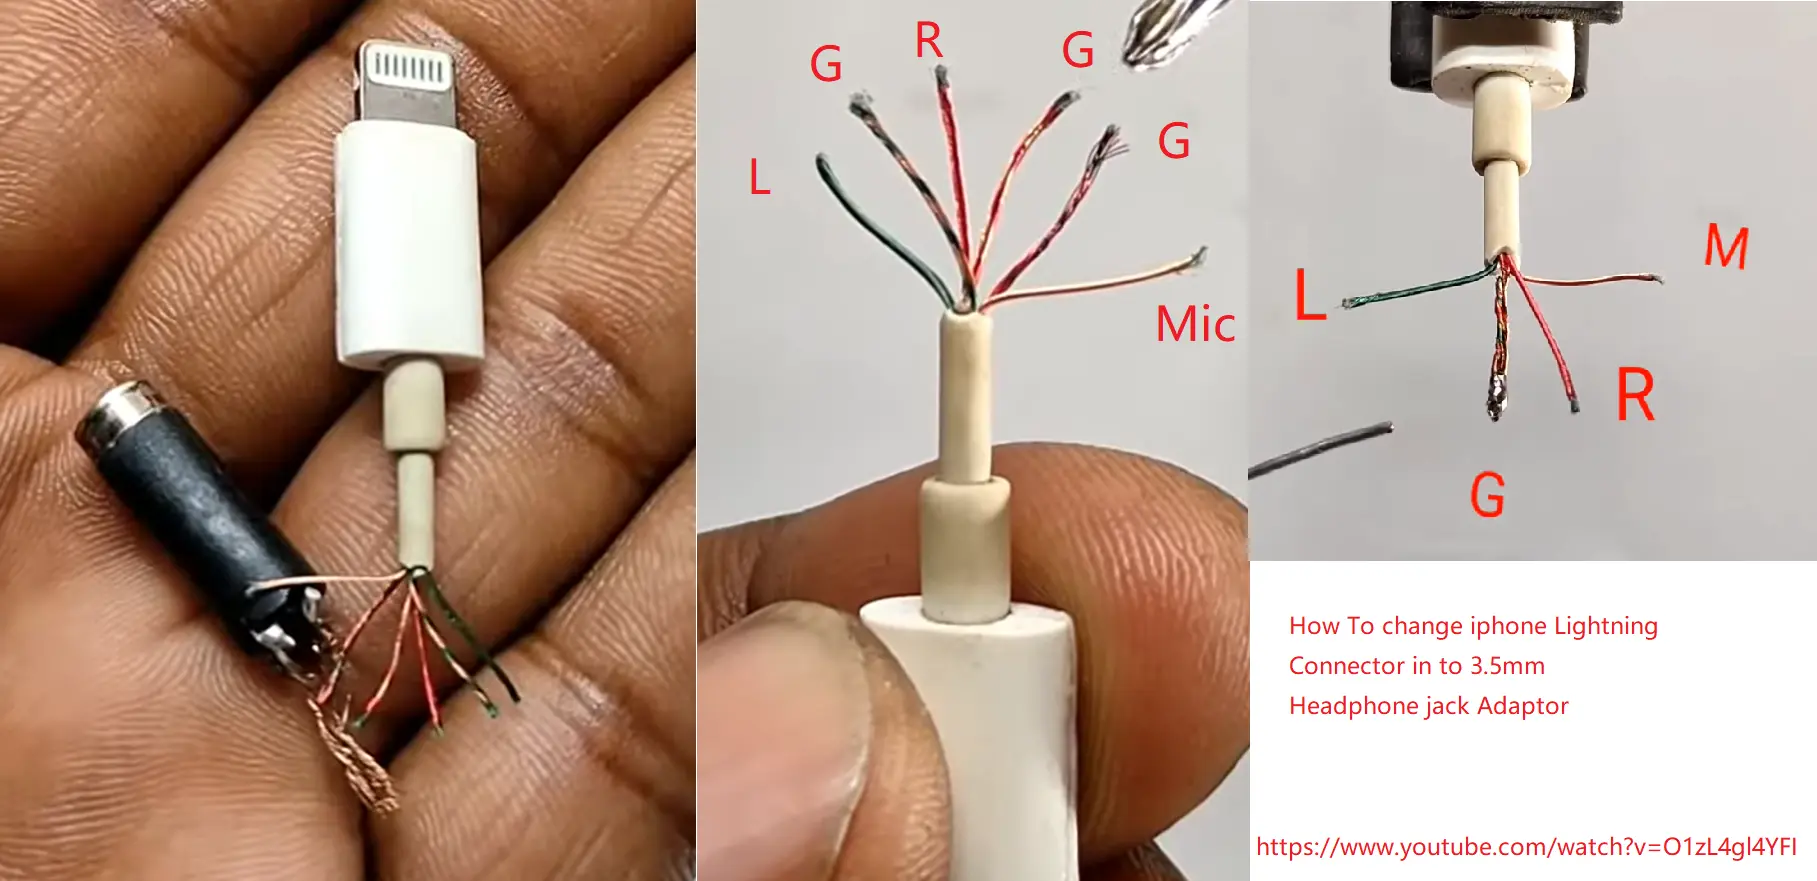 G
R
G
G
L
Mic
M
L
R
G
How To change iphone Lightning
Connector in to 3.5mm
Headphone jack Adaptor
https://www.youtube.com/watch?v=O1zL4gl4YFI